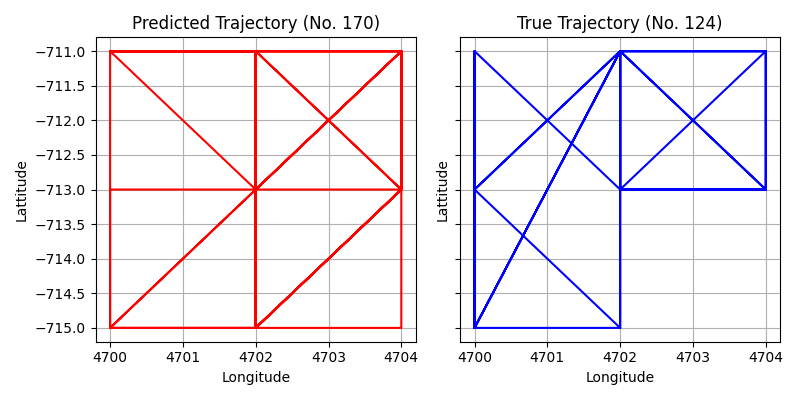 Predicted Trajectory (No. 170)
True Trajectory (No. 124)
−711.0
−711.5
−712.0
−712.5
−713.0
−713.5
−714.0
−714.5
−715.0
Lattitude
Lattitude
4700 4701 4702 4703 4704
4700 4701 4702 4703 4704
Longitude
Longitude